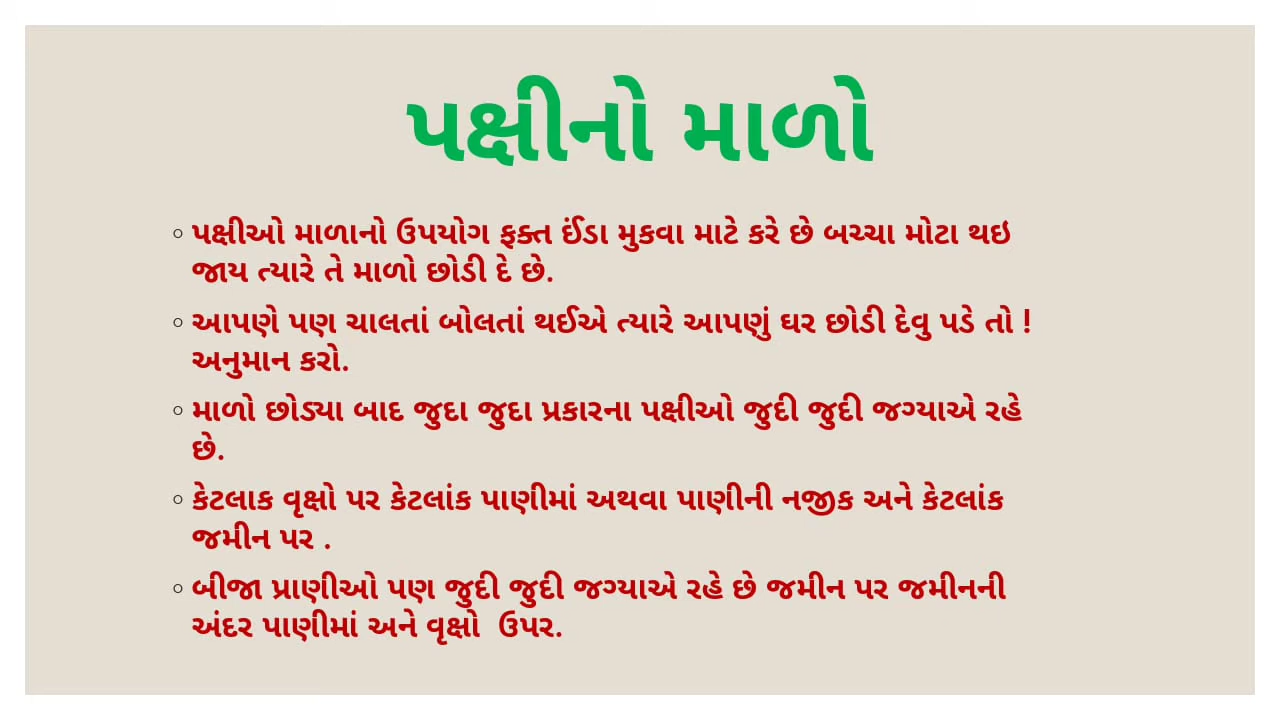 પક્ષીનો માળો
◦ પક્ષીઓ માળાનો ઉપયોગ ફક્ત ઈંડા મુકવા માટે કરે છે બચ્ચા મોટા થઇ
જાય ત્યારે તે માળો છોડી દે છે.
◦ આપણે પણ ચાલતાં બોલતાં થઈએ ત્યારે આપણું ઘર છોડી દેવુ પડે તો !
અનુમાન કરો.
◦ માળો છોડ્યા બાદ જુદા જુદા પ્રકારના પક્ષીઓ જુદી જુદી જગ્યાએ રહે
છે.
◦ કેટલાક વૃક્ષો પર કેટલાંક પાણીમાં અથવા પાણીની નજીક અને કેટલાંક
જમીન પર .
◦ બીજા પ્રાણીઓ પણ જુદી જુદી જગ્યાએ રહે છે જમીન પર જમીનની
અંદર પાણીમાં અને વૃક્ષો  ઉપર.